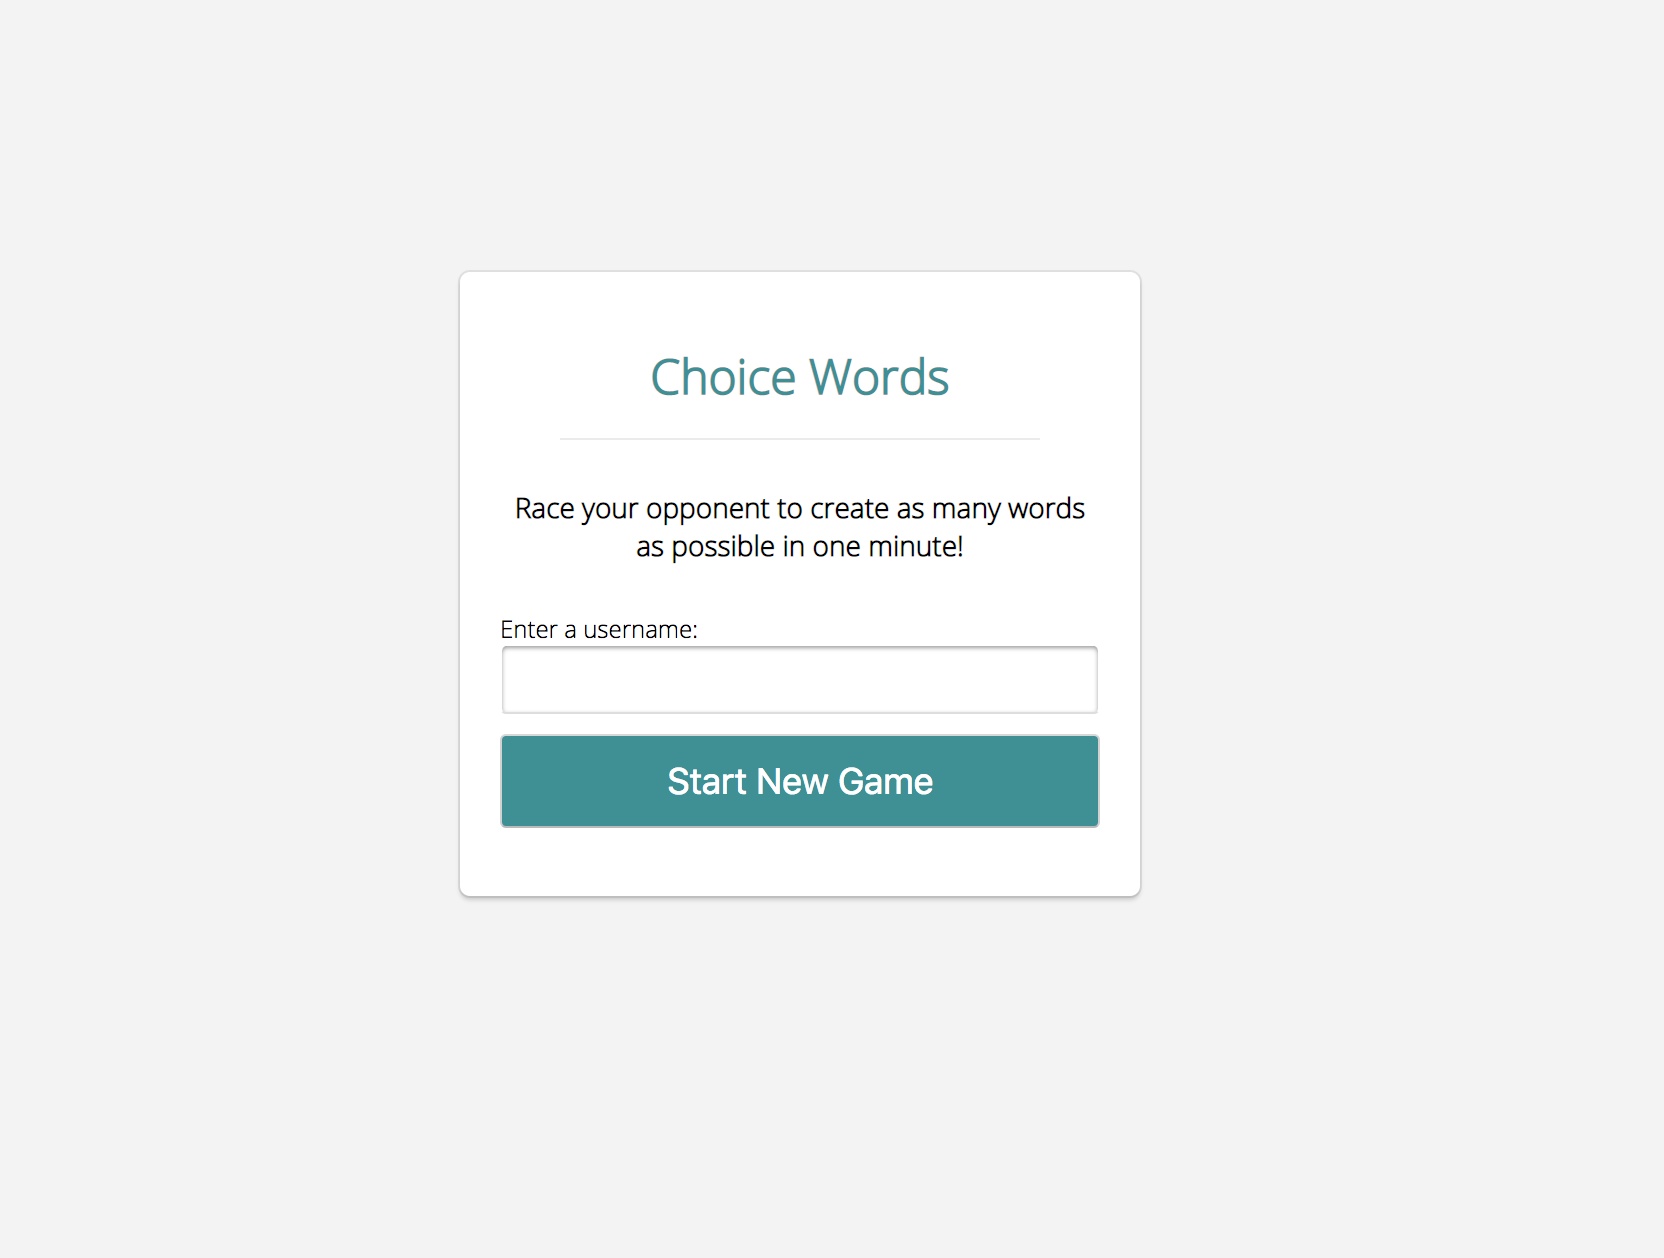 Choice Words
Race your opponent to create as many words
as possible in one minute!
Enter a username:
Start New Game